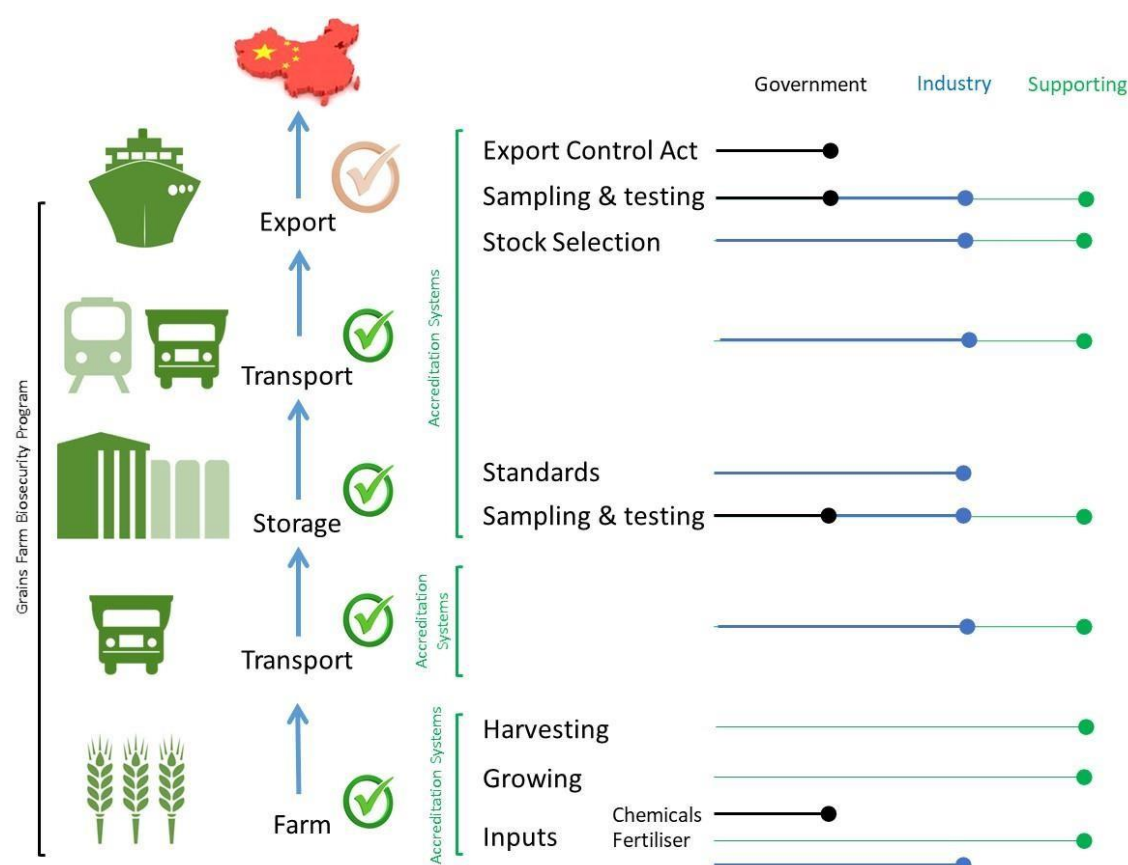 Government Industry Supporting
Export Control Act
Sampling & testing
Export
Stock Selection
Accreditation Systems
Transport
Grains Farm Biosecurity Program
Standards
Storage
Sampling & testing
Accreditation
Systems
Transport
Accreditation Systems
Harvesting
Growing
Farm
Inputs
Chemicals
Fertiliser